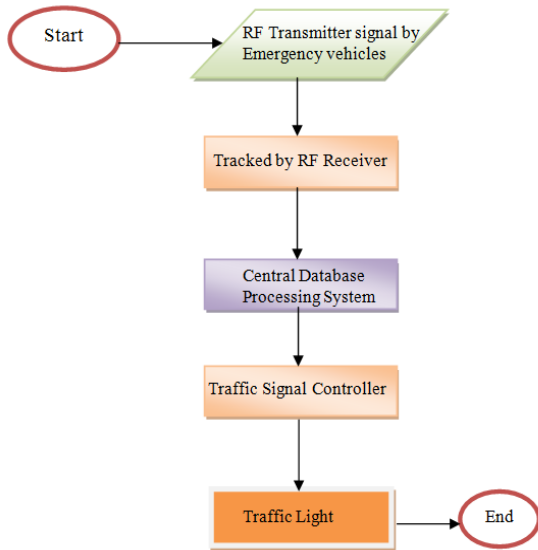 Start
RF Transmitter signal by
Emergency vehicles
Tracked by RF Receiver
Central Database
Processing System
Traffic Signal Controller
Traffic Light
End